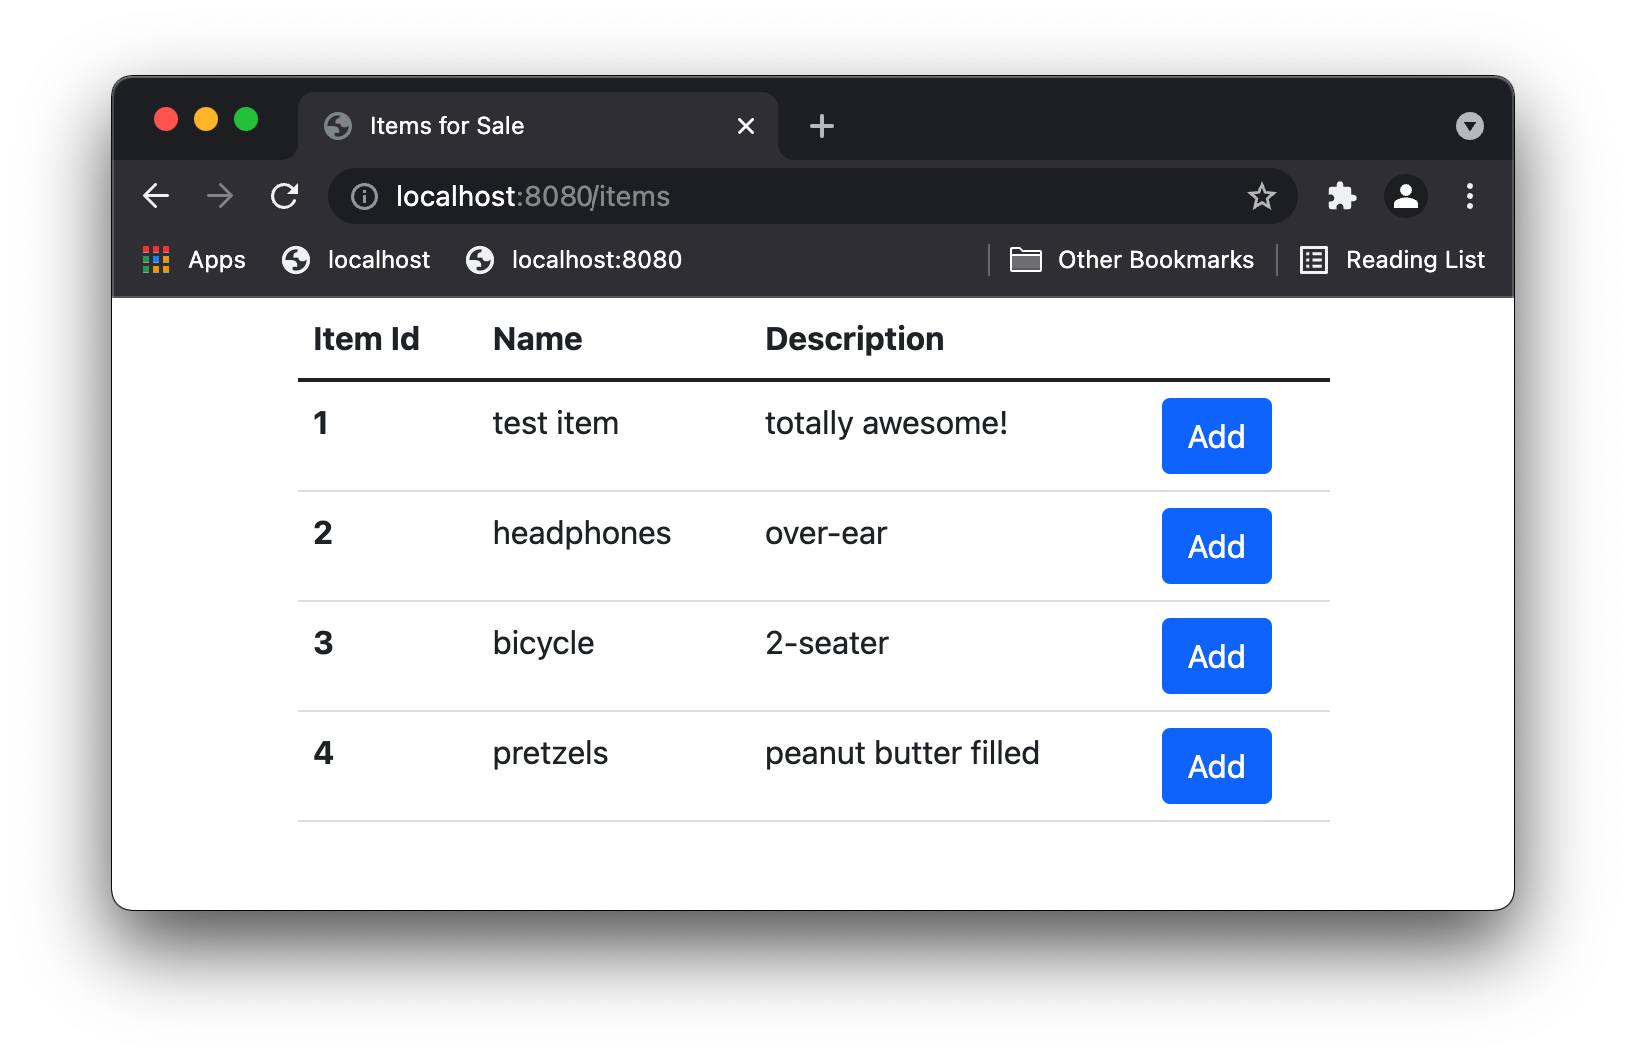 Items for Sale
localhost:8080/items
Apps localhost localhost:8080 Other Bookmarks Reading List
Item Id Name Description
1 test item totally awesome! Add
2 headphones over-ear Add
3 bicycle 2-seater Add
4 pretzels peanut butter filled Add